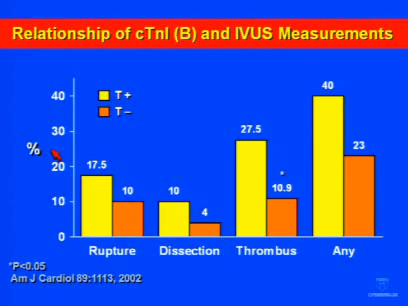 Relationship of cTnI (B) and IVUS Measurements
40
T +
T –
40
30
27.5
23
%
20
17.5
10
10
10.9
*
10
4
0
Rupture Dissection Thrombus Any
*P<0.05
Am J Cardiol 89:1113, 2002